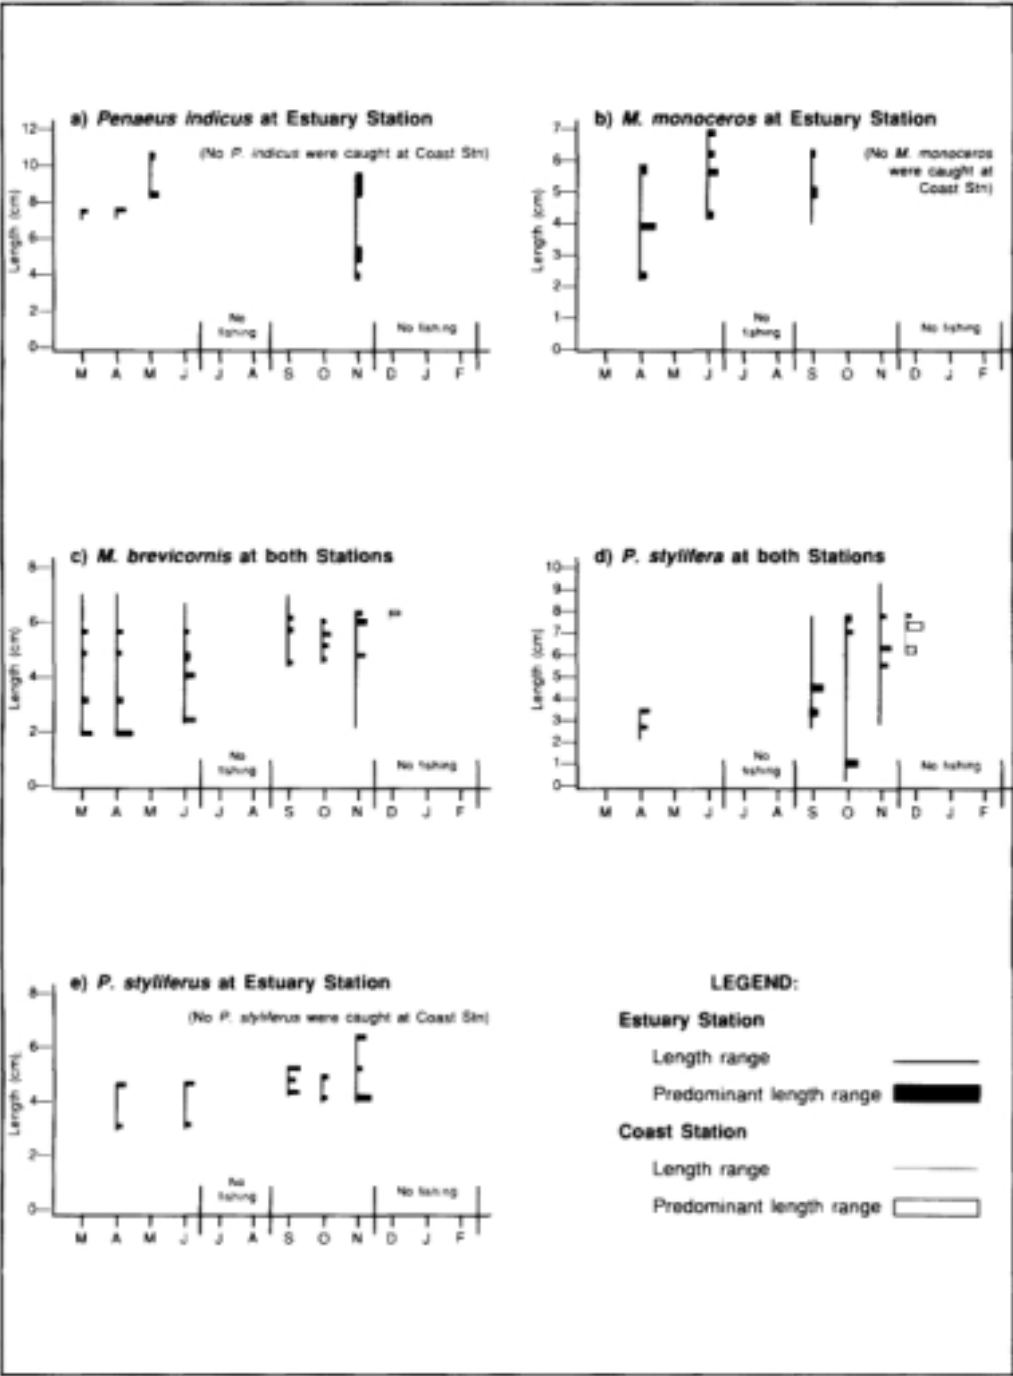 a) Penaeus indicus at Estuary Station
(No P. indicus were caught at Coast Stn)
Length (cm)
12
10
8
6
4
2
0
No
fishing
No fishing
M A M J J A S O N D J F
b) M. monoceros at Estuary Station
(No M. monoceros
were caught at
Coast Stn)
Length (cm)
7
6
5
4
3
2
1
0
No
fishing
No fishing
M A M J J A S O N D J F
c) M. brevicornis at both Stations
Length (cm)
8
6
4
2
0
No
fishing
No fishing
M A M J J A S O N D J F
d) P. stylifera at both Stations
Length (cm)
10
9
8
7
6
5
4
3
2
1
0
No
fishing
No fishing
M A M J J A S O N D J F
e) P. styliferus at Estuary Station
(No P. styliferus were caught at Coast Stn)
Length (cm)
8
6
4
2
0
No
fishing
No fishing
M A M J J A S O N D J F
LEGEND:
Estuary Station
Length range
Predominant length range
Coast Station
Length range
Predominant length range